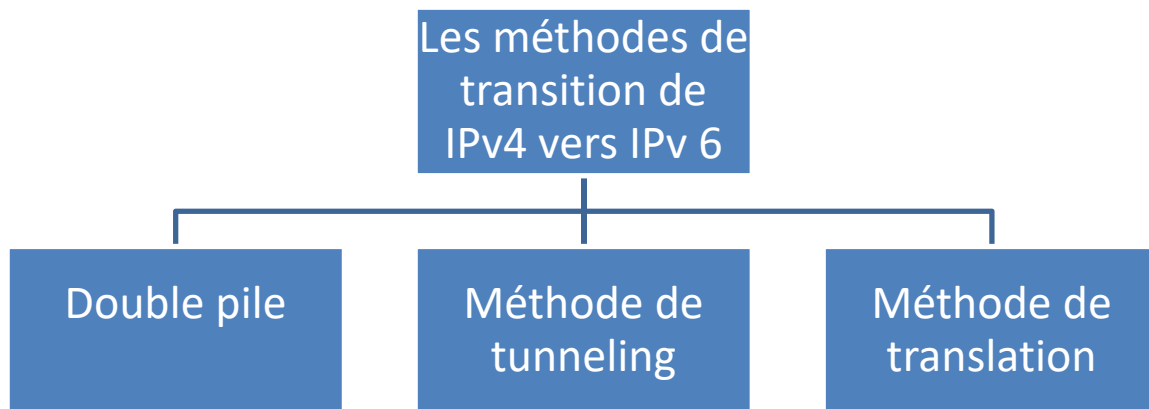 Les méthodes de
transition de
IPv4 vers IPv 6
Double pile
Méthode de
tunneling
Méthode de
translation